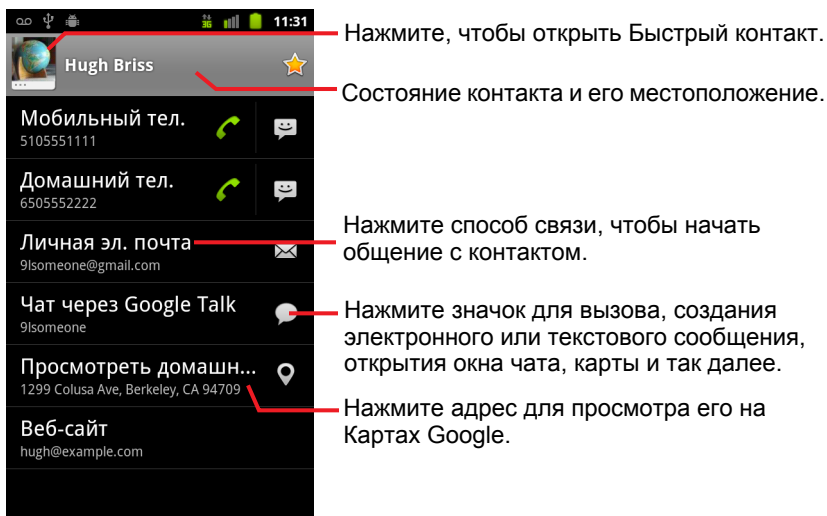 3G 11:31
Hugh Briss
Мобильный тел.
5105551111
Домашний тел.
6505552222
Личная эл. почта
9lsomeone@gmail.com
Чат через Google Talk
9lsomeone
Просмотреть домашн...
1299 Colusa Ave, Berkeley, CA 94709
Веб-сайт
hugh@example.com
Нажмите, чтобы открыть Быстрый контакт.
Состояние контакта и его местоположение.
Нажмите способ связи, чтобы начать
общение с контактом.
Нажмите значок для вызова, создания
электронного или текстового сообщения,
открытия окна чата, карты и так далее.
Нажмите адрес для просмотра его на
Картах Google.